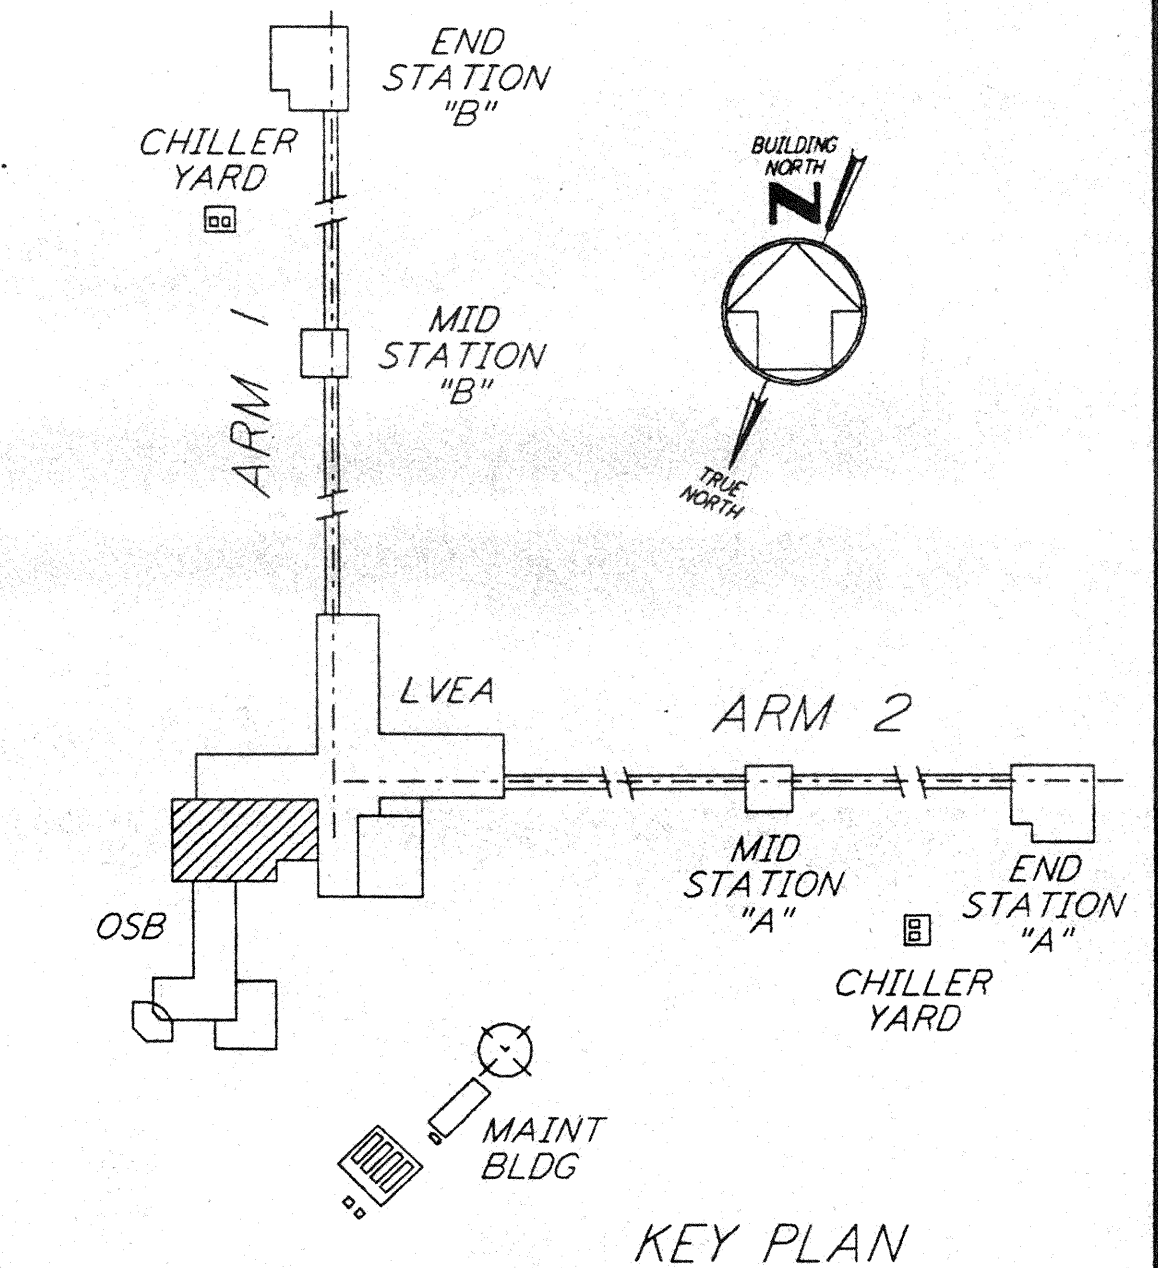 END
STATION
"B"
CHILLER
YARD
BUILDING
NORTH
N
ARM 1
MID
STATION
"B"
TRUE
NORTH
LVEA
ARM 2
MID
STATION
"A"
END
STATION
"A"
OSB
CHILLER
YARD
MAINT
BLDG
KEY PLAN